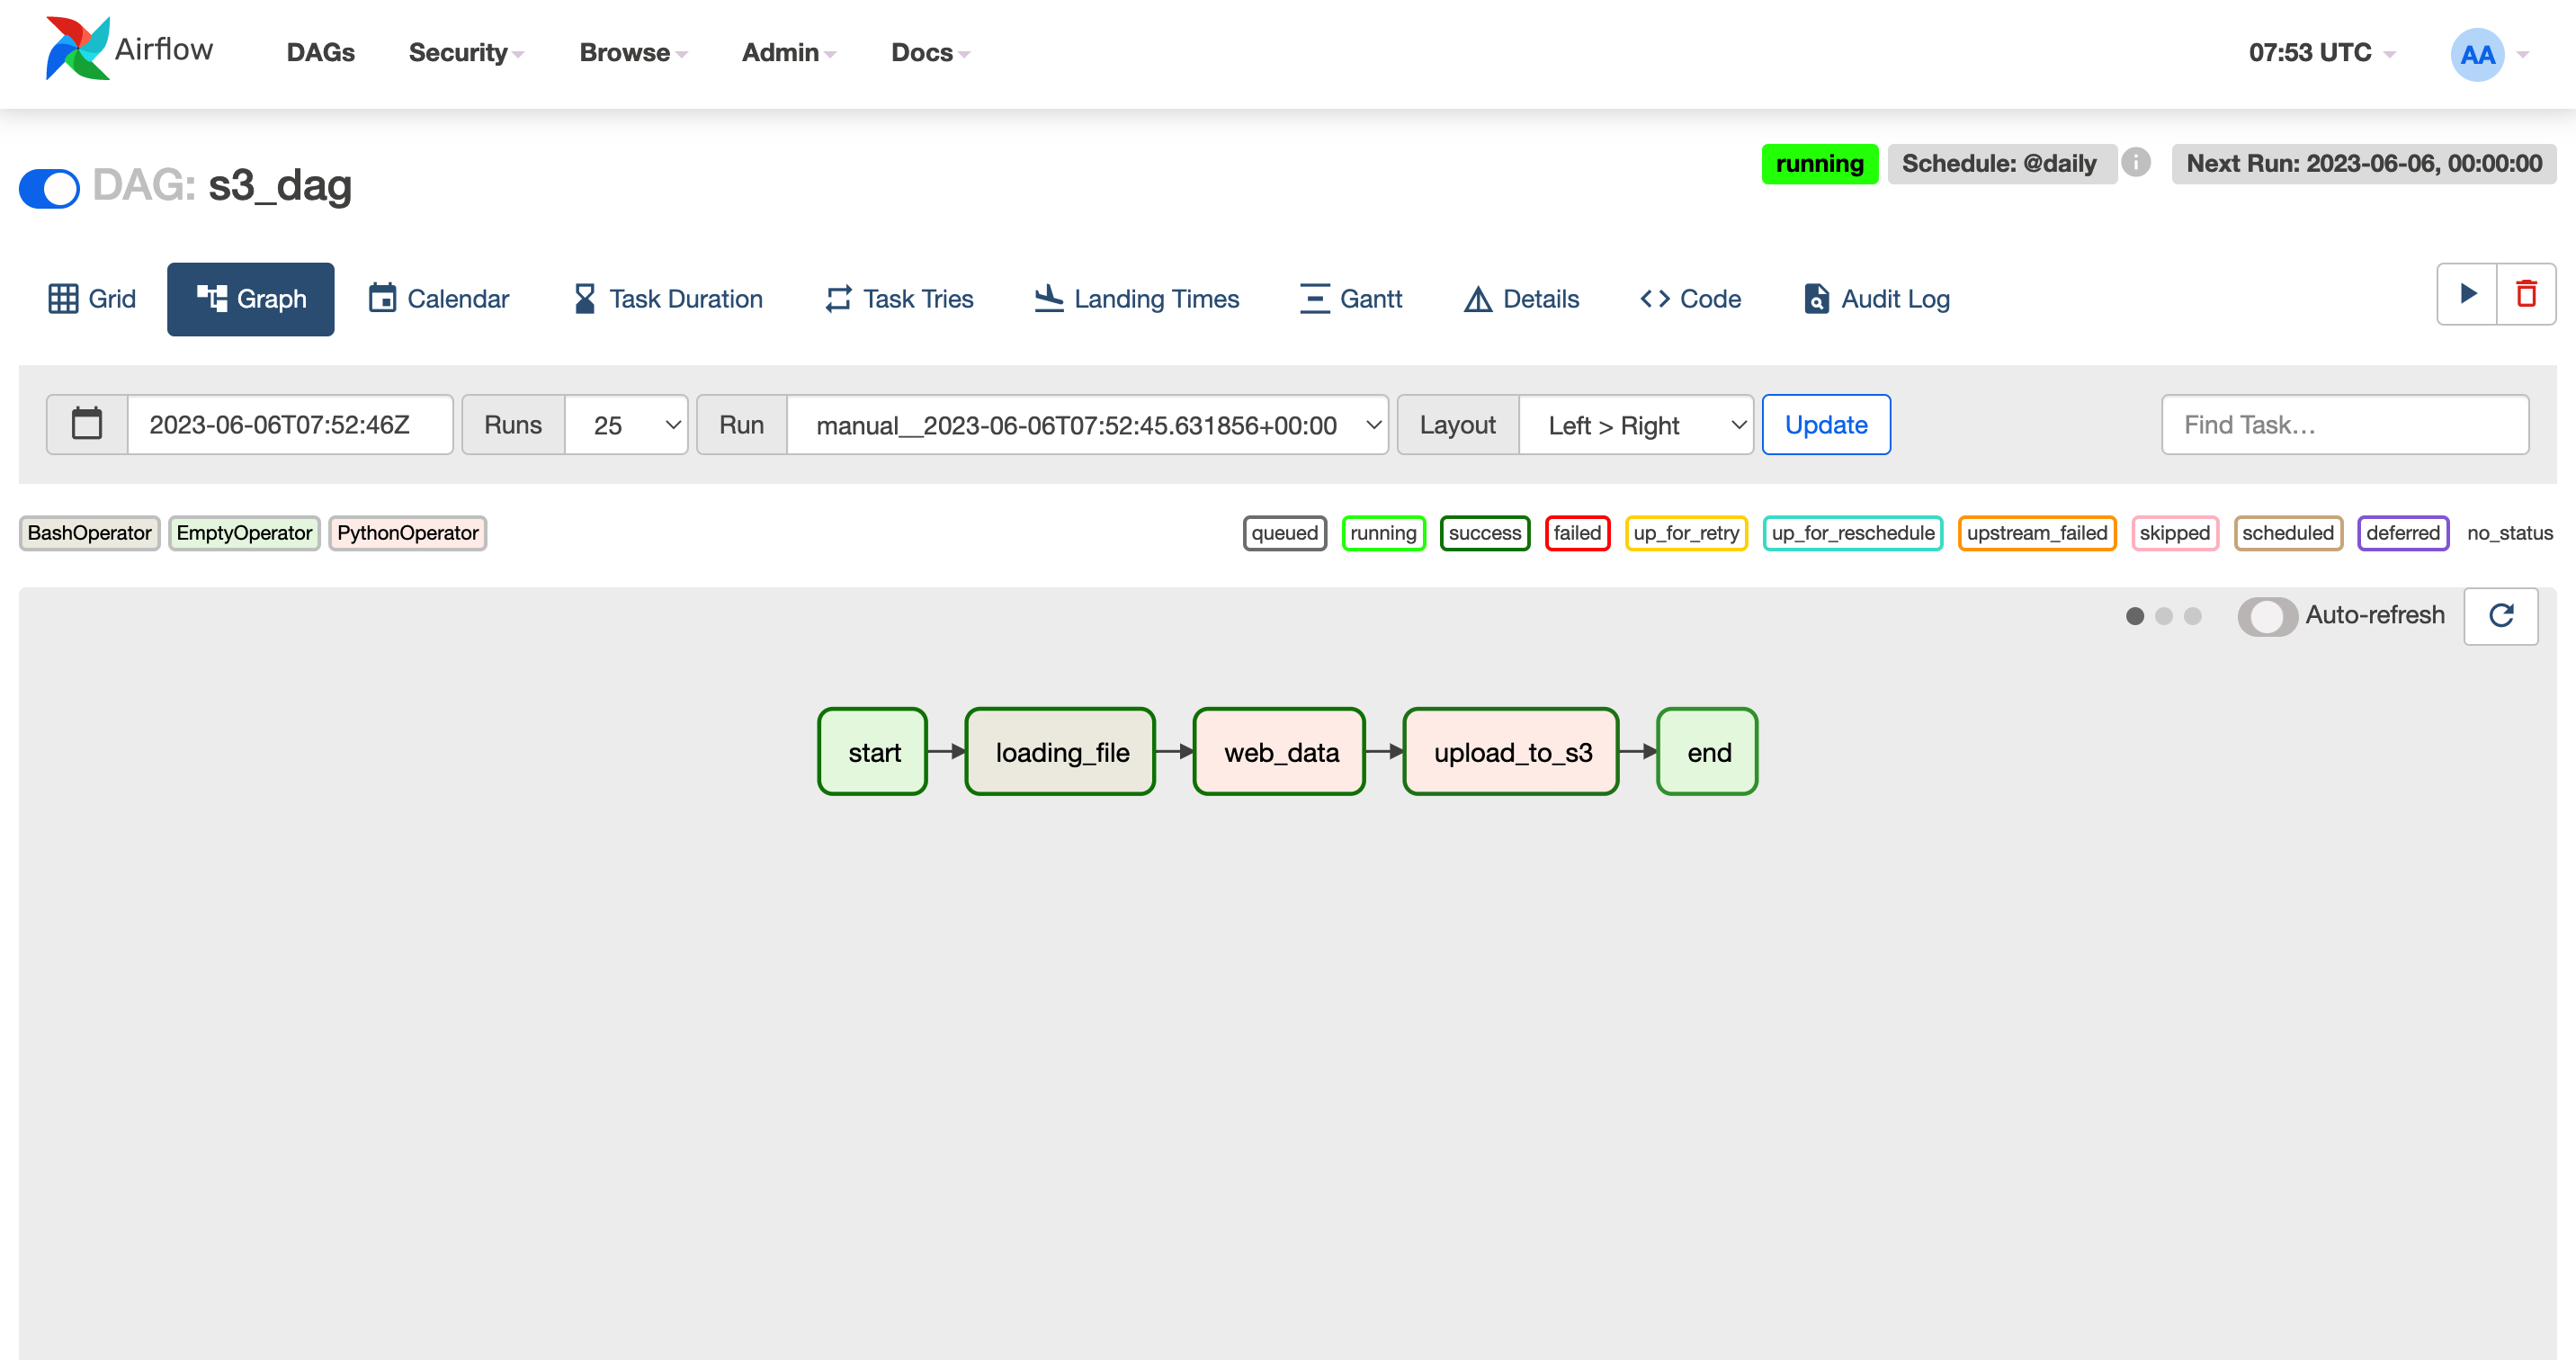 Airflow DAGs Security Browse Admin Docs 07:53 UTC AA
running Schedule: @daily i Next Run: 2023-06-06, 00:00:00
DAG: s3_dag
Grid Graph Calendar Task Duration Task Tries Landing Times Gantt Details Code Audit Log
2023-06-06T07:52:46Z Runs 25 Run manual__2023-06-06T07:52:45.631856+00:00 Layout Left > Right Update Find Task…
BashOperator EmptyOperator PythonOperator queued running success failed up_for_retry up_for_reschedule upstream_failed skipped scheduled deferred no_status
Auto-refresh
start loading_file web_data upload_to_s3 end